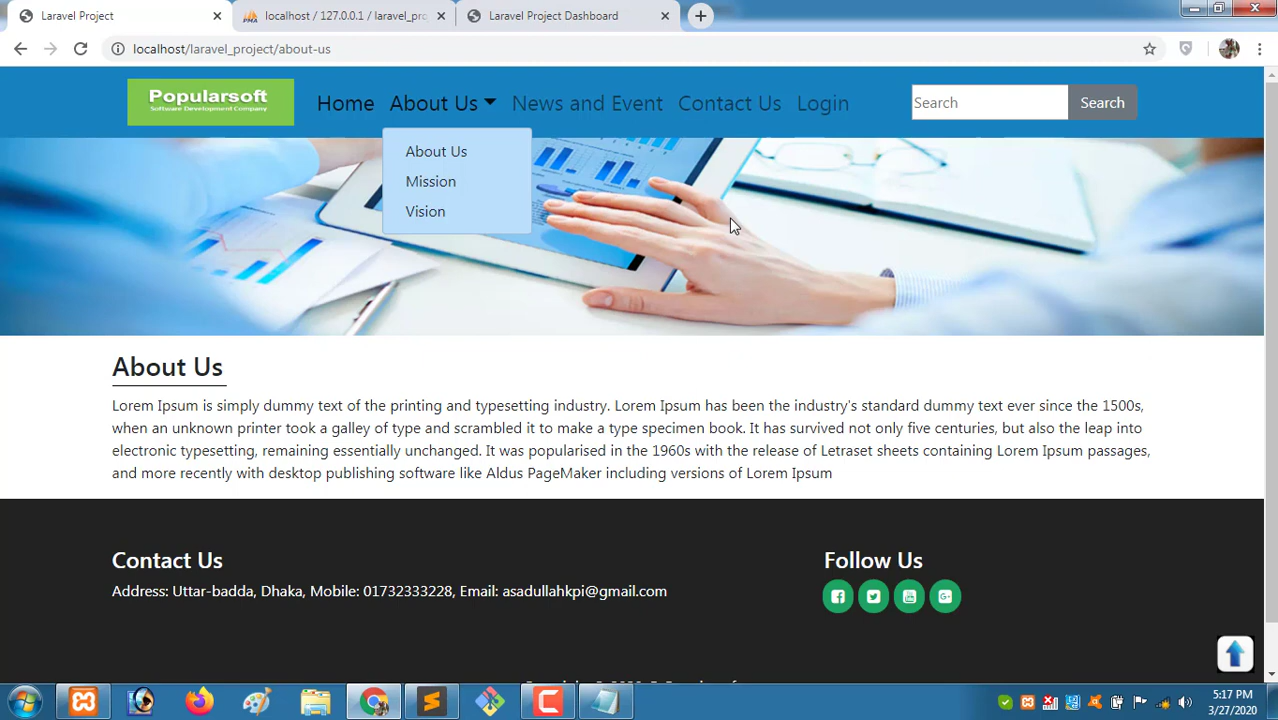 Laravel Project
localhost / 127.0.0.1 / laravel_pro
Laravel Project Dashboard
localhost/laravel_project/about-us
Popularsoft
Software Development Company
Home
About Us
News and Event
Contact Us
Login
Search
Search
About Us
Mission
Vision
About Us
Lorem Ipsum is simply dummy text of the printing and typesetting industry. Lorem Ipsum has been the industry's standard dummy text ever since the 1500s,
when an unknown printer took a galley of type and scrambled it to make a type specimen book. It has survived not only five centuries, but also the leap into
electronic typesetting, remaining essentially unchanged. It was popularised in the 1960s with the release of Letraset sheets containing Lorem Ipsum passages,
and more recently with desktop publishing software like Aldus PageMaker including versions of Lorem Ipsum
Contact Us
Address: Uttar-badda, Dhaka, Mobile: 01732333228, Email: asadullahkpi@gmail.com
Follow Us
5:17 PM
3/27/2020